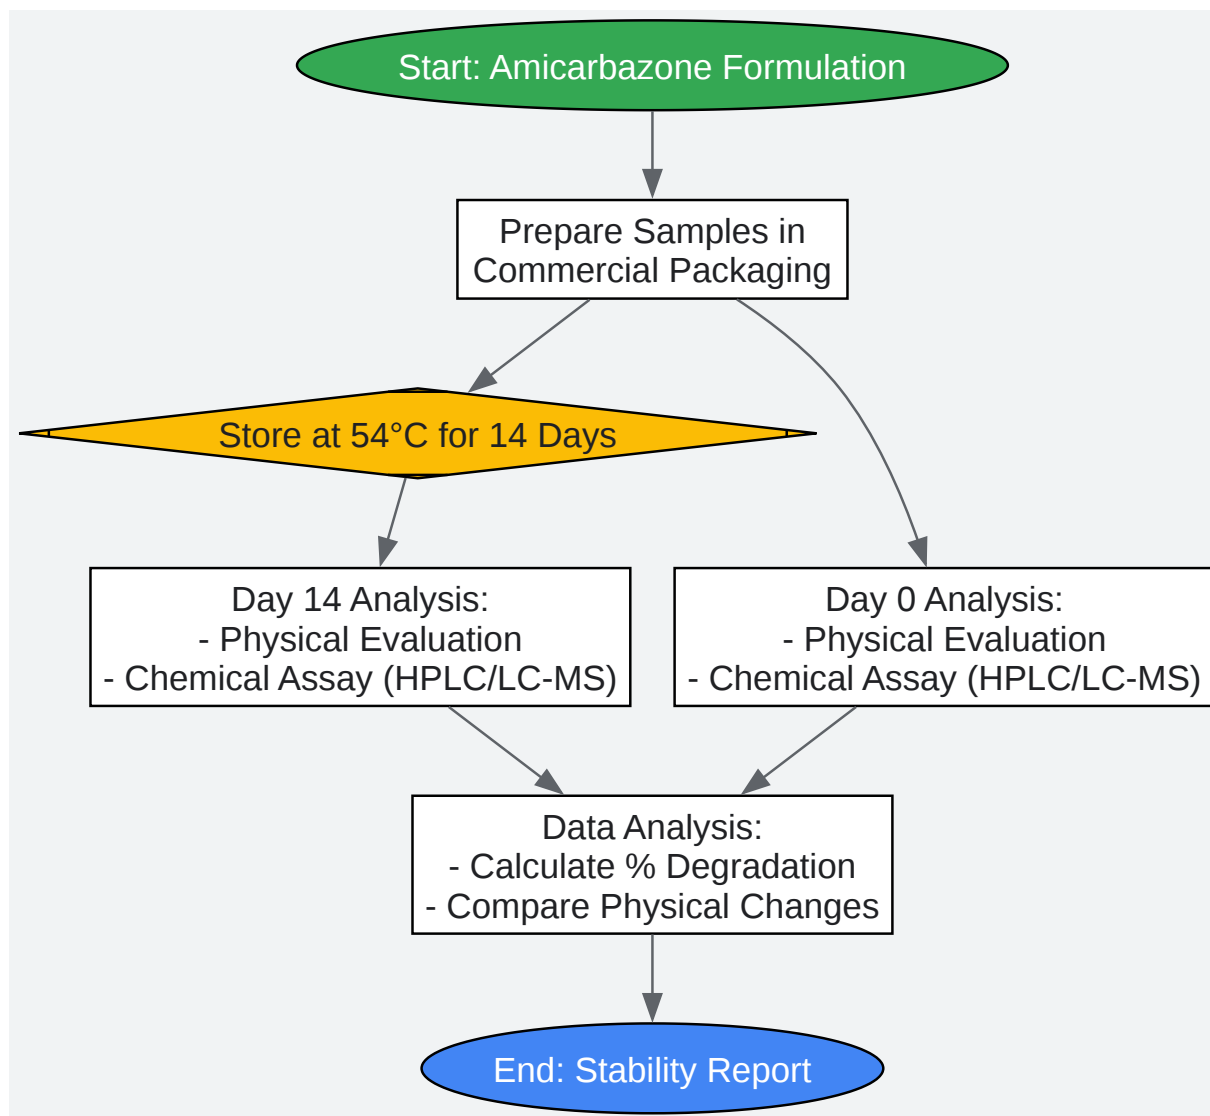 Start: Amicarbazone Formulation
Prepare Samples in
Commercial Packaging
Store at 54°C for 14 Days
Day 14 Analysis:
- Physical Evaluation
- Chemical Assay (HPLC/LC-MS)
Day 0 Analysis:
- Physical Evaluation
- Chemical Assay (HPLC/LC-MS)
Data Analysis:
- Calculate % Degradation
- Compare Physical Changes
End: Stability Report